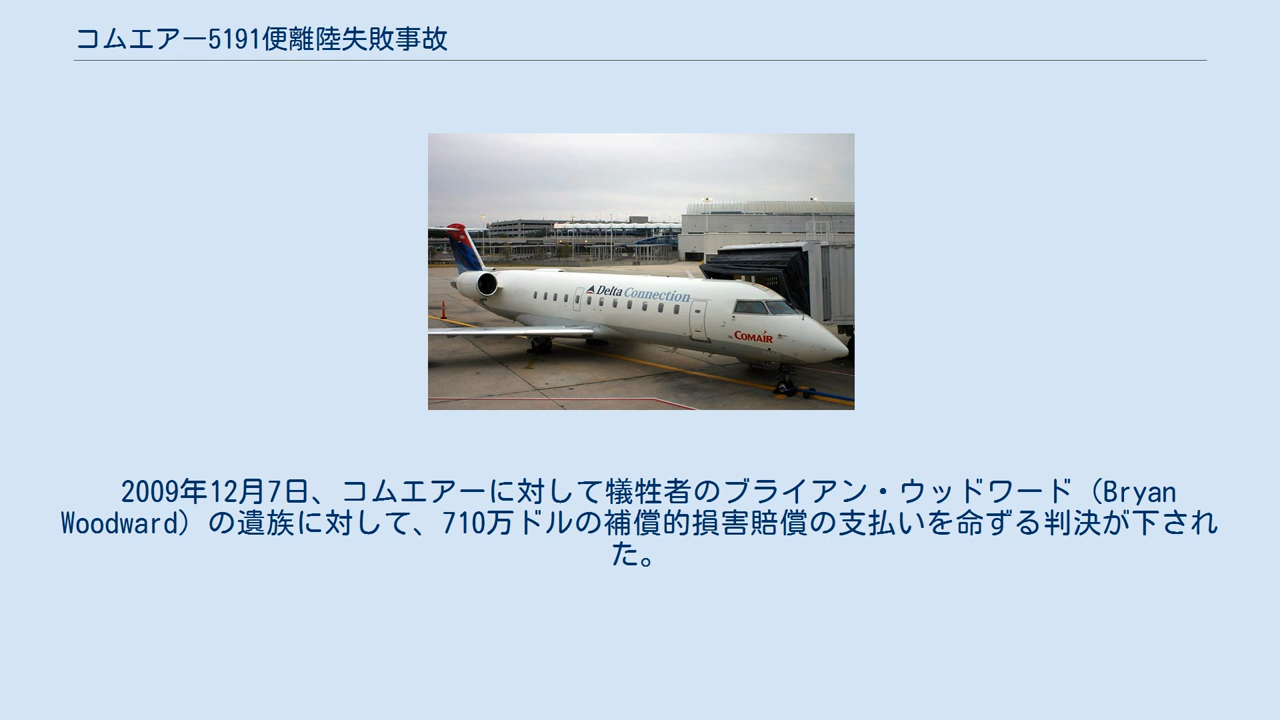 コムエアー5191便離陸失敗事故
Delta Connection
COMAIR
2009年12月7日、コムエアーに対して犠牲者のブライアン・ウッドワード（Bryan
Woodward）の遺族に対して、710万ドルの補償的損害賠償の支払いを命ずる判決が下され
た。